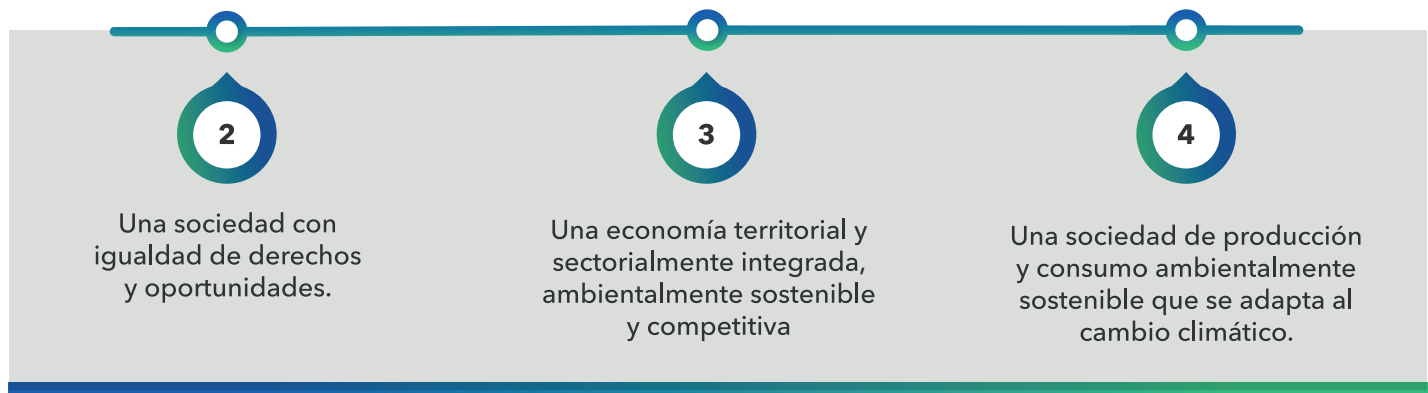 2
Una sociedad con
igualdad de derechos
y oportunidades.
3
Una economía territorial y
sectorialmente integrada,
ambientalmente sostenible
y competitiva
4
Una sociedad de producción
y consumo ambientalmente
sostenible que se adapta al
cambio climático.